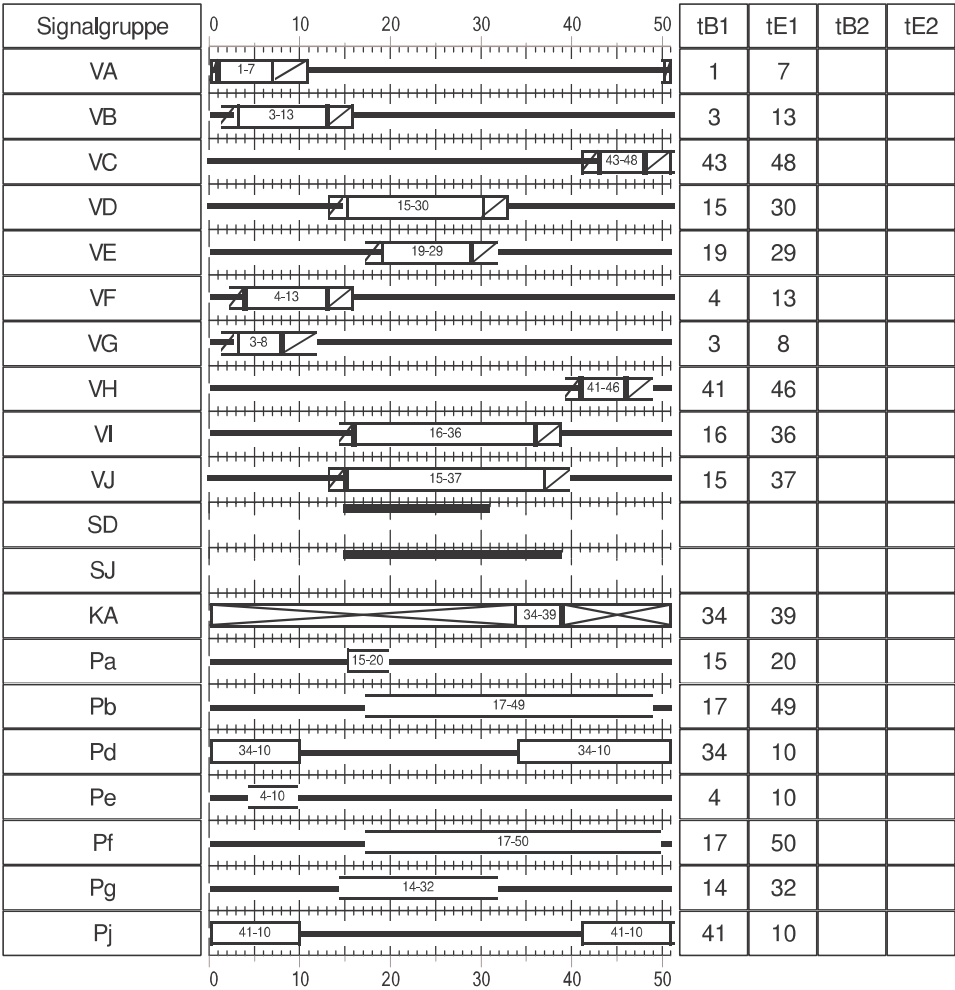 Signalgruppe 0 10 20 30 40 50 tB1 tE1 tB2 tE2
VA 1-7 1 7
VB 3-13 3 13
VC 43-48 43 48
VD 15-30 15 30
VE 19-29 19 29
VF 4-13 4 13
VG 3-8 3 8
VH 41-46 41 46
VI 16-36 16 36
VJ 15-37 15 37
SD
SJ
KA 34-39 34 39
Pa 15-20 15 20
Pb 17-49 17 49
Pd 34-10 34-10 34 10
Pe 4-10 4 10
Pf 17-50 17 50
Pg 14-32 14 32
Pj 41-10 41-10 41 10
0 10 20 30 40 50